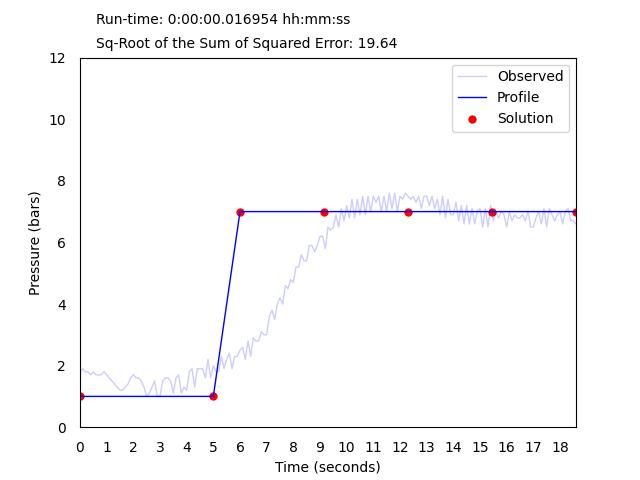 Run-time: 0:00:00.016954 hh:mm:ss
Sq-Root of the Sum of Squared Error: 19.64
Observed
Profile
Solution
Pressure (bars)
12
10
8
6
4
2
0
0 1 2 3 4 5 6 7 8 9 10 11 12 13 14 15 16 17 18
Time (seconds)